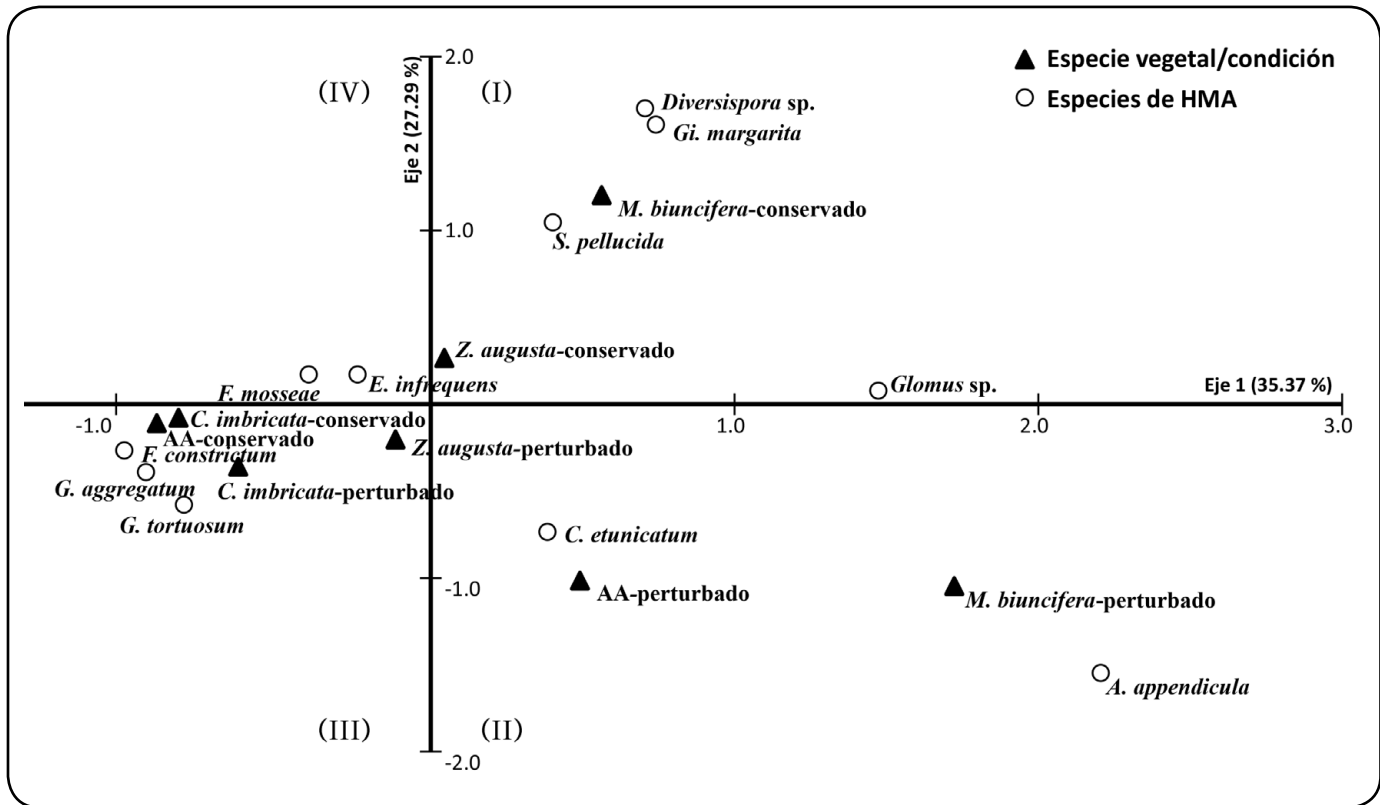 2.0
Especie vegetal/condición
(IV)
(I)
Especies de HMA
Diversispora sp.
Gi. margarita
Eje 2 (27.29 %)
M. biuncifera-conservado
1.0
S. pellucida
Z. augusta-conservado
E. infrequens
Glomus sp.
Eje 1 (35.37 %)
F. mosseae
-1.0
C. imbricata-conservado
1.0
2.0
3.0
AA-conservado
Z. augusta-perturbado
F. constrictum
G. aggregatum
C. imbricata-perturbado
G. tortuosum
C. etunicatum
-1.0
AA-perturbado
M. biuncifera-perturbado
A. appendicula
(III)
(II)
-2.0